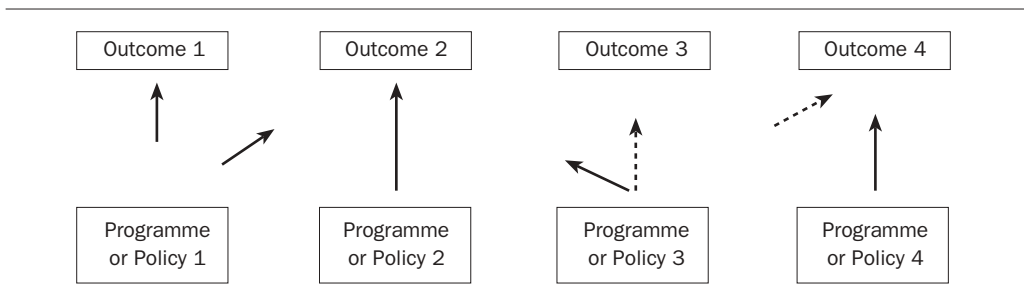 Outcome 1
Outcome 2
Outcome 3
Outcome 4
Programme
or Policy 1
Programme
or Policy 2
Programme
or Policy 3
Programme
or Policy 4